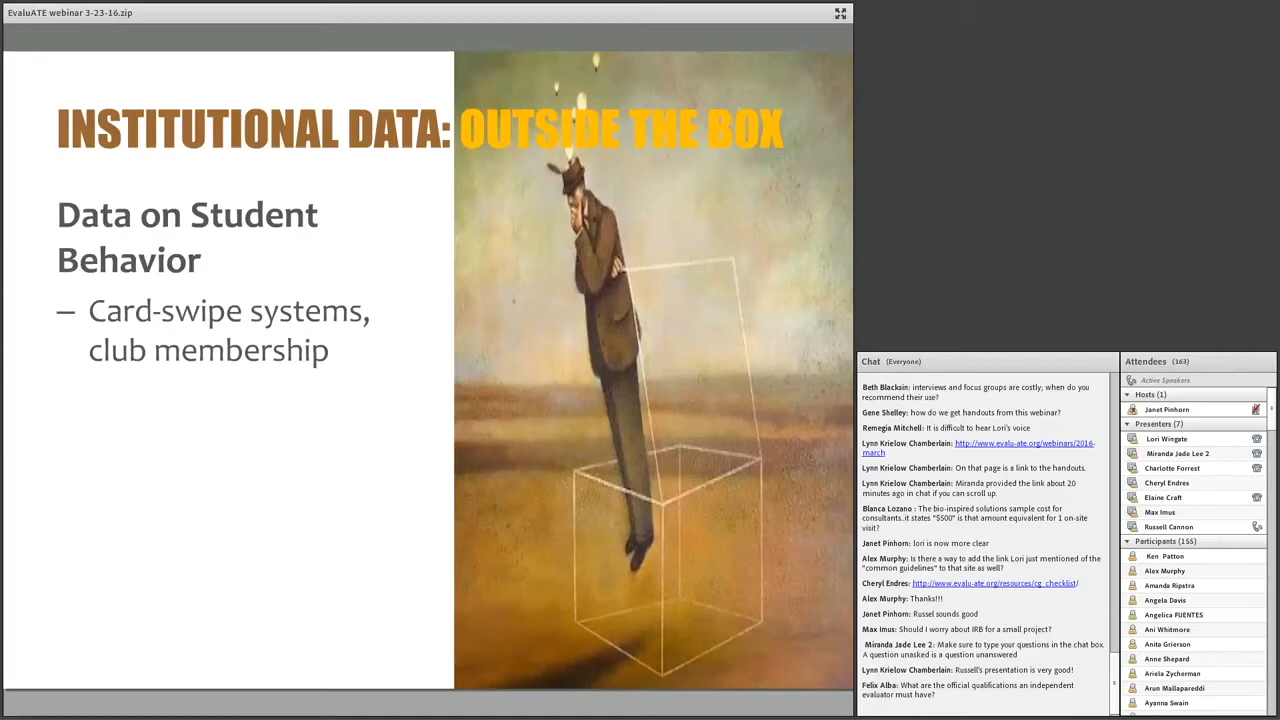 EvaluATE webinar 3-23-16.zip
INSTITUTIONAL DATA: OUTSIDE THE BOX
Data on Student
Behavior
– Card-swipe systems,
club membership
Chat (Everyone)
Beth Blacksin: interviews and focus groups are costly; when do you
recommend their use?
Gene Shelley: how do we get handouts from this webinar?
Remegia Mitchell: It is difficult to hear Lori's voice
Lynn Krielow Chamberlain: http://www.evalu-ate.org/webinars/2016-
march
Lynn Krielow Chamberlain: On that page is a link to the handouts.
Lynn Krielow Chamberlain: Miranda provided the link about 20
minutes ago in chat if you can scroll up.
Blanca Lozano : The bio-inspired solutions sample cost for
consultants..it states "$500" is that amount equivalent for 1 on-site
visit?
Janet Pinhorn: lori is now more clear
Alex Murphy: Is there a way to add the link Lori just mentioned of the
"common guidelines" to that site as well?
Cheryl Endres: http://www.evalu-ate.org/resources/cg_checklist/
Alex Murphy: Thanks!!!
Janet Pinhorn: Russel sounds good
Max Imus: Should I worry about IRB for a small project?
Miranda Jade Lee 2: Make sure to type your questions in the chat box.
A question unasked is a question unanswered
Lynn Krielow Chamberlain: Russell's presentation is very good!
Felix Alba: What are the official qualifications an independent
evaluator must have?
Attendees (163)
Active Speakers
Hosts (1)
Janet Pinhorn
Presenters (7)
Lori Wingate
Miranda Jade Lee 2
Charlotte Forrest
Cheryl Endres
Elaine Craft
Max Imus
Russell Cannon
Participants (155)
Ken Patton
Alex Murphy
Amanda Ripstra
Angela Davis
Angelica FUENTES
Ani Whitmore
Anita Grierson
Anne Shepard
Ariela Zycherman
Arun Mallapareddi
Ayanna Swain